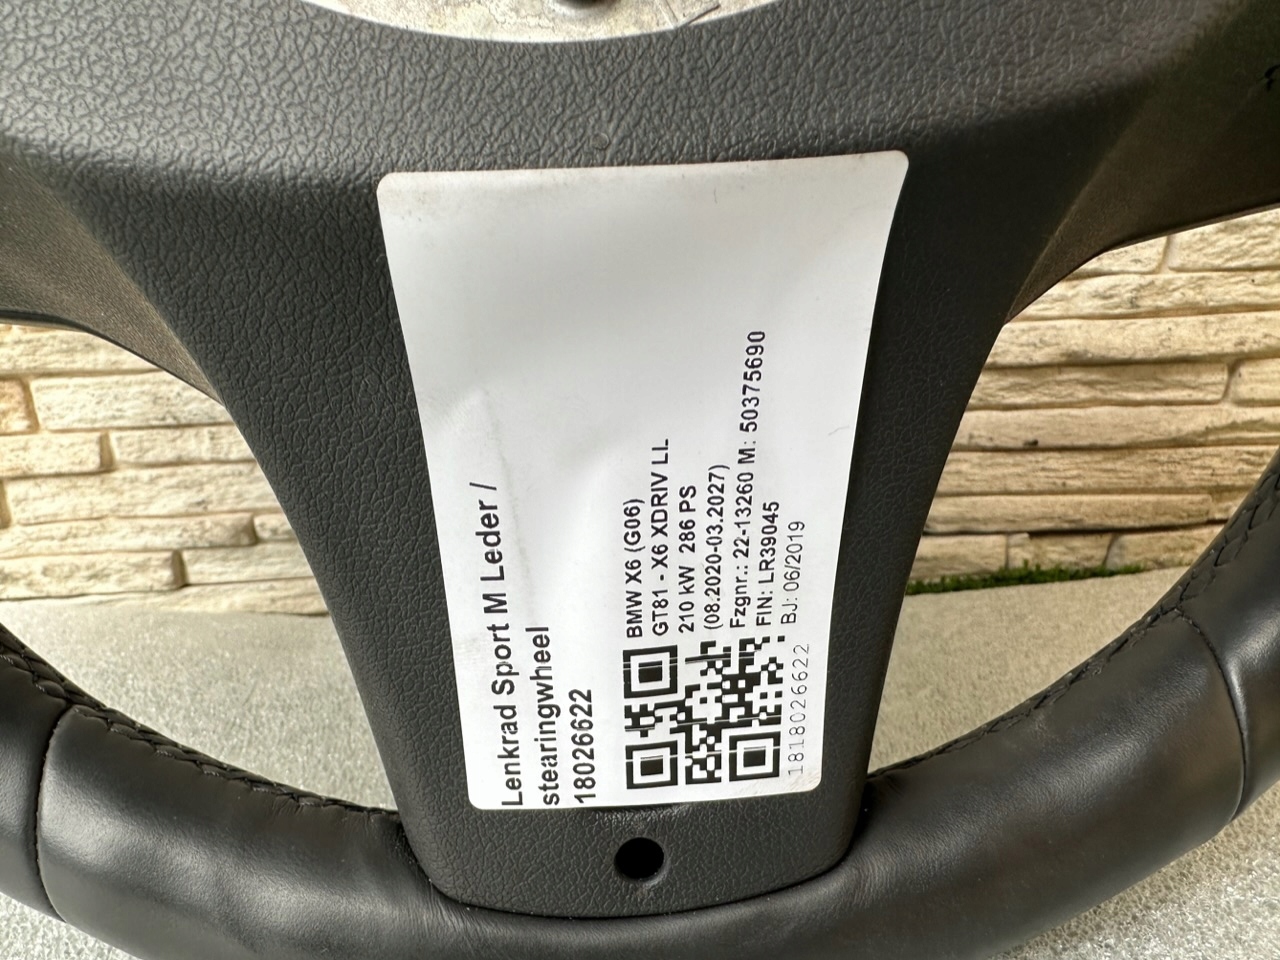 Lenkrad Sport M Leder /
stearingwheel
18026622
BMW X6 (G06)
GT81 - X6 XDRIV LI.
210 kW 286 PS
(08.2020-03.2027)
Fzgnr.: 22-13260 M: 50375690
FIN: LR39045
BJ: 06/2019
1818026622